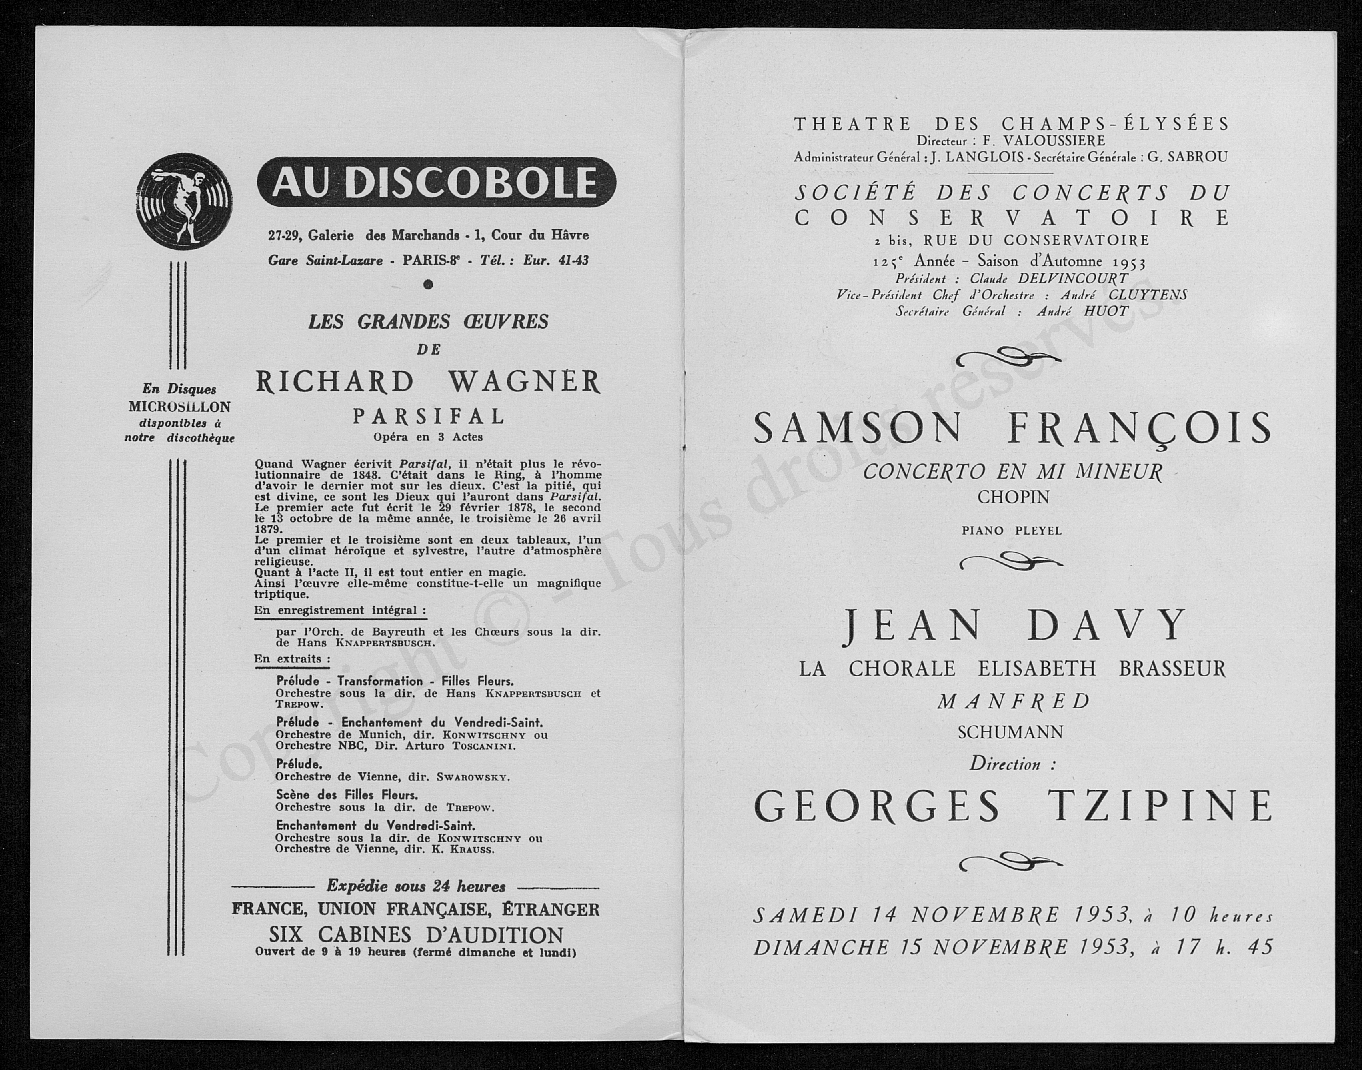 AU DISCOBOLE
27-29, Galerie des Marchands - 1, Cour du Hâvre
Gare Saint-Lazare - PARIS-8e - Tél. : Eur. 41-43
LES GRANDES ŒUVRES
DE
RICHARD WAGNER
PARSIFAL
Opéra en 3 Actes
En Disques
MICROSILLON
disponibles à
notre discothèque
Quand Wagner écrivit Parsifal, il n'était plus le révo-
lutionnaire de 1848. C'était dans le Ring, à l'homme
d'avoir le dernier mot sur les dieux. C'est la pitié, qui
est divine, ce sont les Dieux qui l'auront dans Parsifal.
Le premier acte fut écrit le 29 février 1878, le second
le 13 octobre de la même année, le troisième le 26 avril
1879.
Le premier et le troisième sont en deux tableaux, l'un
d'un climat héroïque et sylvestre, l'autre d'atmosphère
religieuse.
Quant à l'acte II, il est tout entier en magie.
Ainsi l'œuvre elle-même constitue-t-elle un magnifique
triptique.
En enregistrement intégral :
par l'Orch. de Bayreuth et les Chœurs sous la dir.
de Hans KNAPPERTSBUSCH.
En extraits :
Prélude - Transformation - Filles Fleurs.
Orchestre sous la dir. de Hans KNAPPERTSBUSCH et
TREPOW.
Prélude - Enchantement du Vendredi-Saint.
Orchestre de Munich, dir. KONWITSCHNY ou
Orchestre NBC, Dir. Arturo TOSCANINI.
Prélude.
Orchestre de Vienne, dir. SWAROWSKY.
Scène des Filles Fleurs.
Orchestre sous la dir. de TREPOW.
Enchantement du Vendredi-Saint.
Orchestre sous la dir. de KONWITSCHNY ou
Orchestre de Vienne, dir. K. KRAUSS.
Expédie sous 24 heures
FRANCE, UNION FRANÇAISE, ÉTRANGER
SIX CABINES D'AUDITION
Ouvert de 9 à 19 heures (fermé dimanche et lundi)
THEATRE DES CHAMPS-ÉLYSÉES
Directeur : F. VALOUSSIERE
Administrateur Général : J. LANGLOIS - Secrétaire Générale : G. SABROU
SOCIÉTÉ DES CONCERTS DU
CONSERVATOIRE
2 bis, RUE DU CONSERVATOIRE
125e Année - Saison d'Automne 1953
Président : Claude DELVINCOURT
Vice-Président Chef d'Orchestre : André CLUYTENS
Secrétaire Général : André HUOT
SAMSON FRANÇOIS
CONCERTO EN MI MINEUR
CHOPIN
PIANO PLEYEL
JEAN DAVY
LA CHORALE ELISABETH BRASSEUR
MANFRED
SCHUMANN
Direction :
GEORGES TZIPINE
SAMEDI 14 NOVEMBRE 1953, à 10 heures
DIMANCHE 15 NOVEMBRE 1953, à 17 h. 45
Copyright © - Tous droits réservés